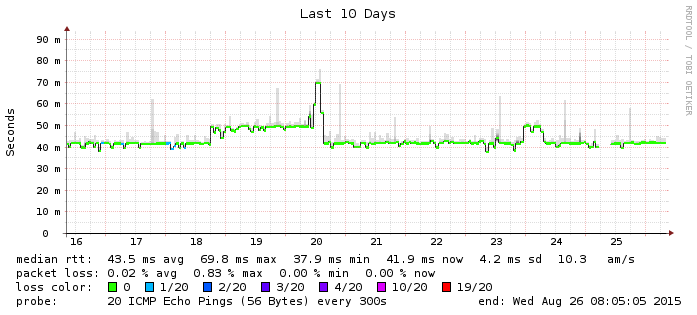 Last 10 Days
RRDTOOL / TOBI OETIKER
Seconds
90 m
80 m
70 m
60 m
50 m
40 m
30 m
20 m
10 m
0
16 17 18 19 20 21 22 23 24 25
median rtt: 43.5 ms avg 69.8 ms max 37.9 ms min 41.9 ms now 4.2 ms sd 10.3 am/s
packet loss: 0.02 % avg 0.83 % max 0.00 % min 0.00 % now
loss color: 0 1/20 2/20 3/20 4/20 10/20 19/20
probe: 20 ICMP Echo Pings (56 Bytes) every 300s end: Wed Aug 26 08:05:05 2015